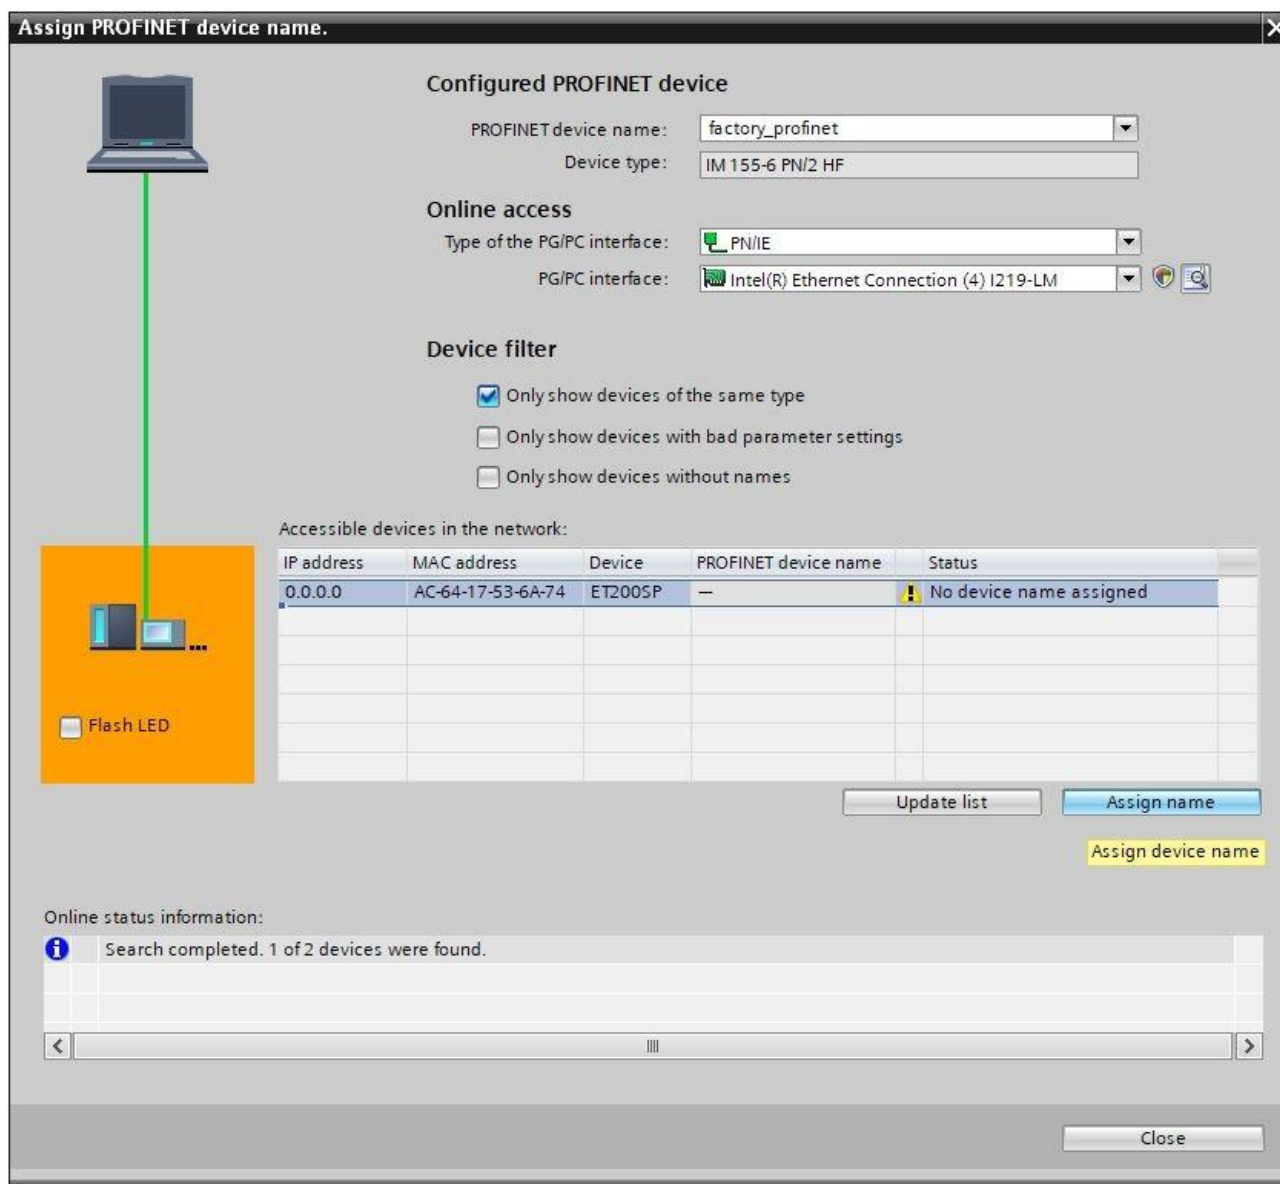 Assign PROFINET device name.
Configured PROFINET device
PROFINET device name: factory_profinet
Device type: IM 155-6 PN/2 HF
Online access
Type of the PG/PC interface: PN/IE
PG/PC interface: Intel(R) Ethernet Connection (4) I219-LM
Device filter
Only show devices of the same type
Only show devices with bad parameter settings
Only show devices without names
Accessible devices in the network:
IP address MAC address Device PROFINET device name Status
0.0.0.0 AC-64-17-53-6A-74 ET200SP — No device name assigned
Flash LED
Update list Assign name
Assign device name
Online status information:
Search completed. 1 of 2 devices were found.
Close